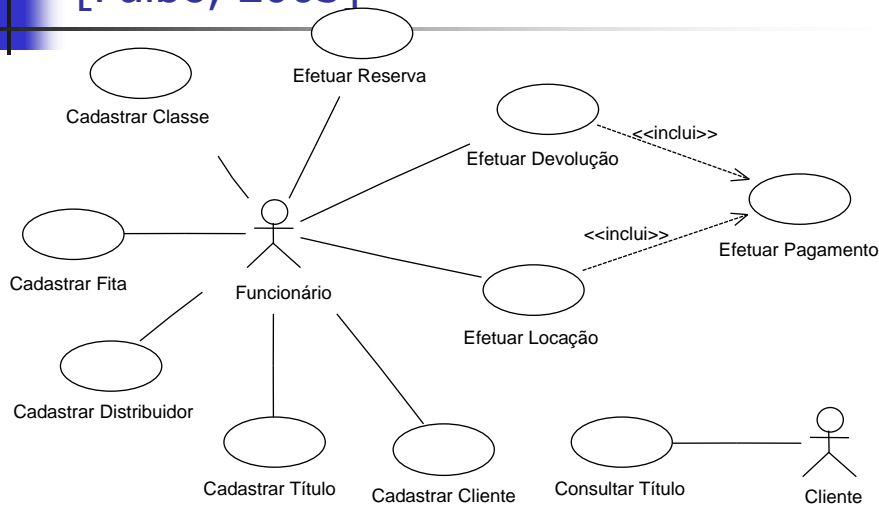 Efetuar Reserva
Cadastrar Classe
<<inclui>>
Efetuar Devolução
<<inclui>>
Efetuar Pagamento
Cadastrar Fita
Funcionário
Efetuar Locação
Cadastrar Distribuidor
Cadastrar Título
Cadastrar Cliente
Consultar Título
Cliente